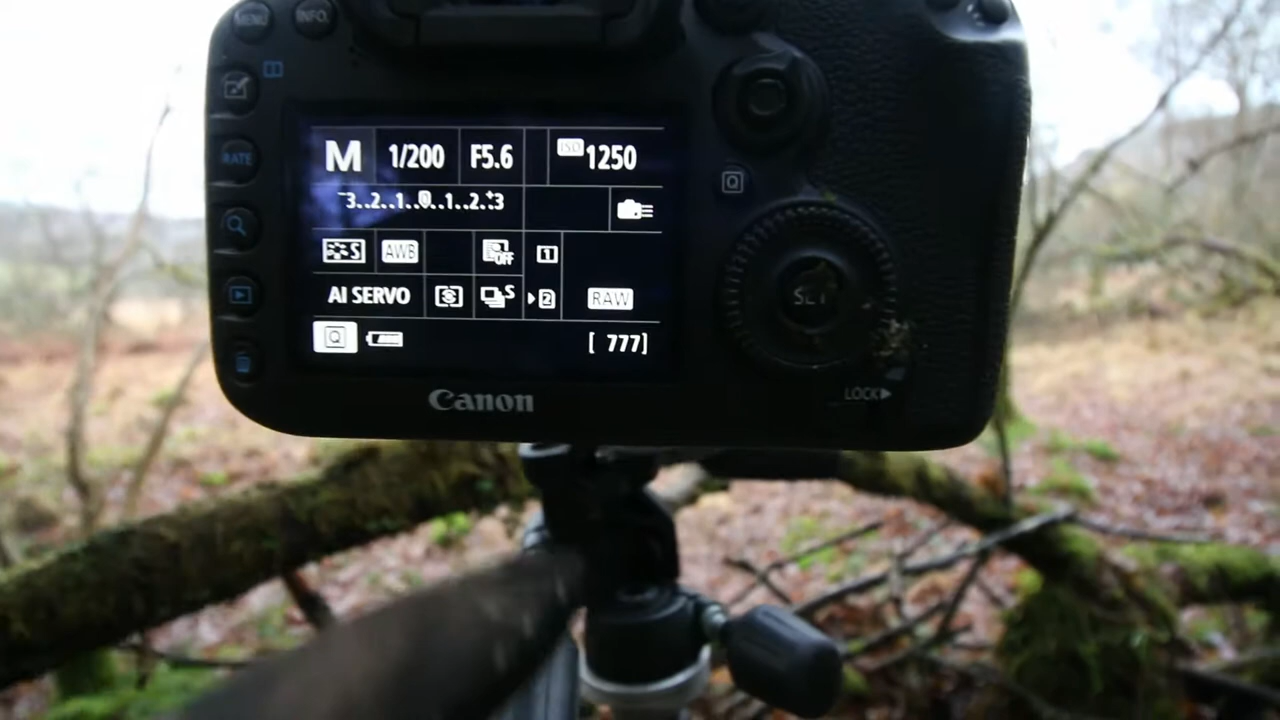 MENU INFO.
M 1/200 F5.6 ISO 1250
-3..2..1..0..1..2..+3
S AWB OFF 1
AI SERVO S 2 RAW
Q [ 777]
RATE
Q
SET
LOCK
Canon